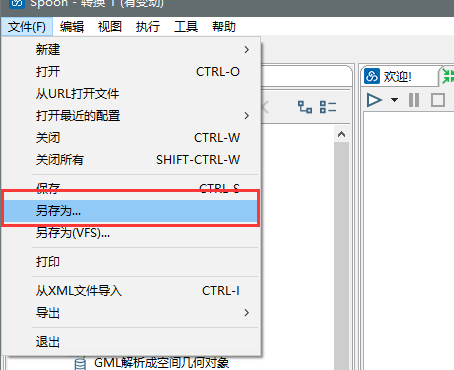 Spoon - 转换 1 (有变动)
文件(F) 编辑 视图 执行 工具 帮助
新建
打开 CTRL-O
从URL打开文件
打开最近的配置
关闭 CTRL-W
关闭所有 SHIFT-CTRL-W
保存 CTRL-S
另存为...
另存为(VFS)...
打印
从XML文件导入 CTRL-I
导出
退出
欢迎!
GML解析成空间几何对象